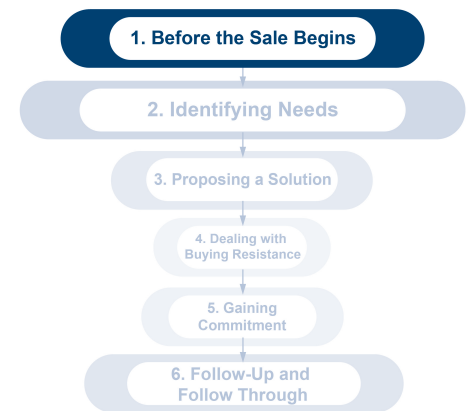 1. Before the Sale Begins
2. Identifying Needs
3. Proposing a Solution
4. Dealing with
Buying Resistance
5. Gaining
Commitment
6. Follow-Up and
Follow Through